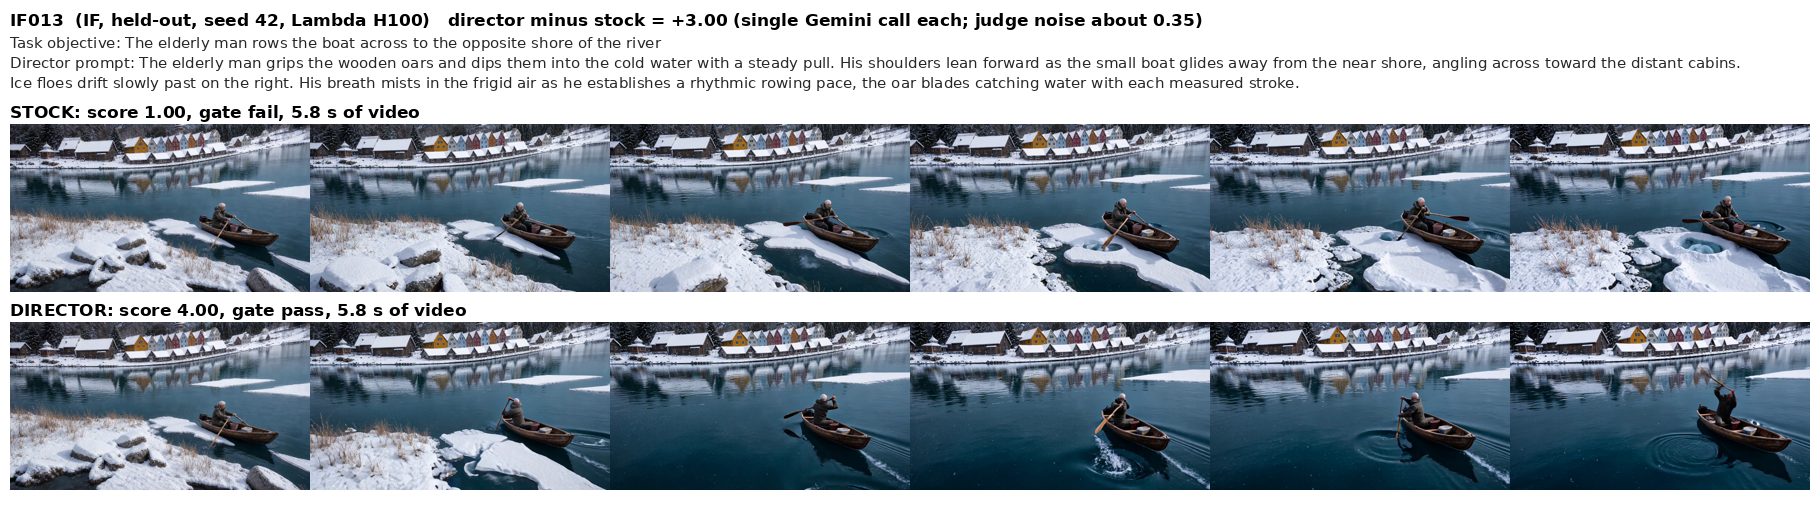 IF013  (IF, held-out, seed 42, Lambda H100)   director minus stock = +3.00 (single Gemini call each; judge noise about 0.35)
Task objective: The elderly man rows the boat across to the opposite shore of the river
Director prompt: The elderly man grips the wooden oars and dips them into the cold water with a steady pull. His shoulders lean forward as the small boat glides away from the near shore, angling across toward the distant cabins.
Ice floes drift slowly past on the right. His breath mists in the frigid air as he establishes a rhythmic rowing pace, the oar blades catching water with each measured stroke.
STOCK: score 1.00, gate fail, 5.8 s of video
DIRECTOR: score 4.00, gate pass, 5.8 s of video